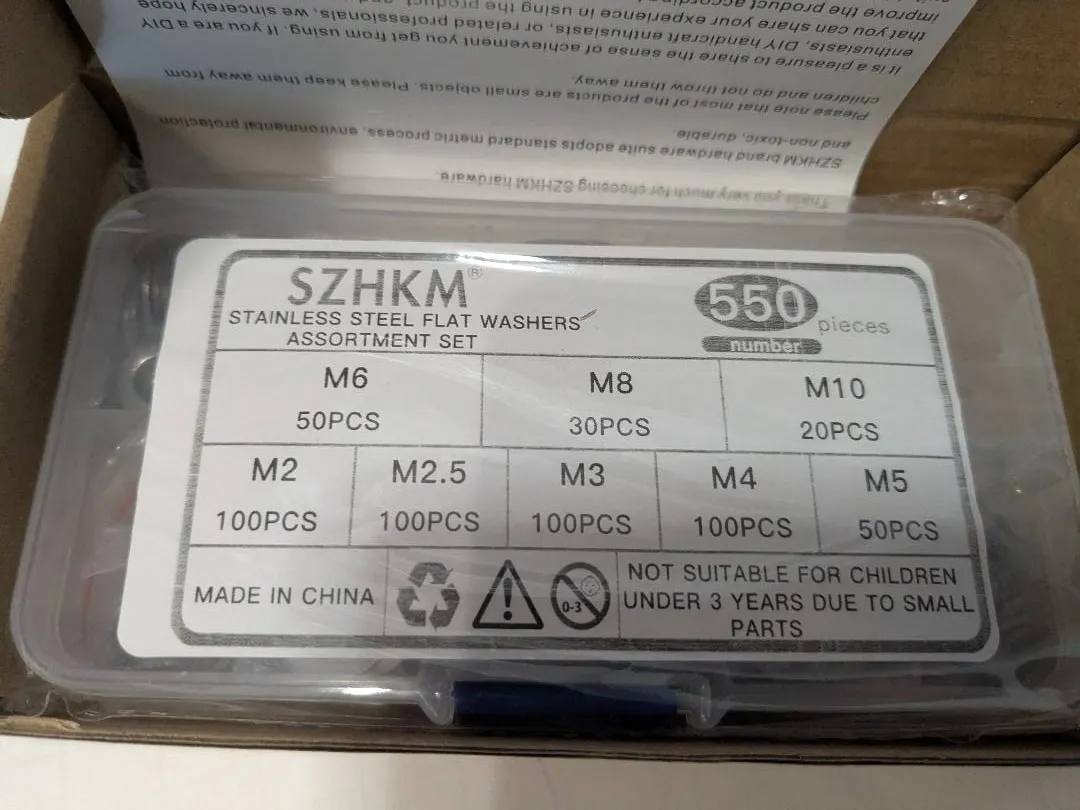 improve the product
that you can share your experience in using the product
enthusiasts, DIY handicraft enthusiasts, or related professionals, we sincerely hope
It is a pleasure to share the sense of achievement you get from using. If you are a DIY
children and do not throw them away.
Please note that most of the products are small objects. Please keep them away from
and non-toxic, durable.
SZHKM brand hardware suite adopts standard metric process, environmental protection
Thank you very much for choosing SZHKM hardware.
SZHKM®
STAINLESS STEEL FLAT WASHERS
ASSORTMENT SET
550
pieces
number
M6
50PCS
M8
30PCS
M10
20PCS
M2
100PCS
M2.5
100PCS
M3
100PCS
M4
100PCS
M5
50PCS
MADE IN CHINA
0-3
NOT SUITABLE FOR CHILDREN
UNDER 3 YEARS DUE TO SMALL
PARTS